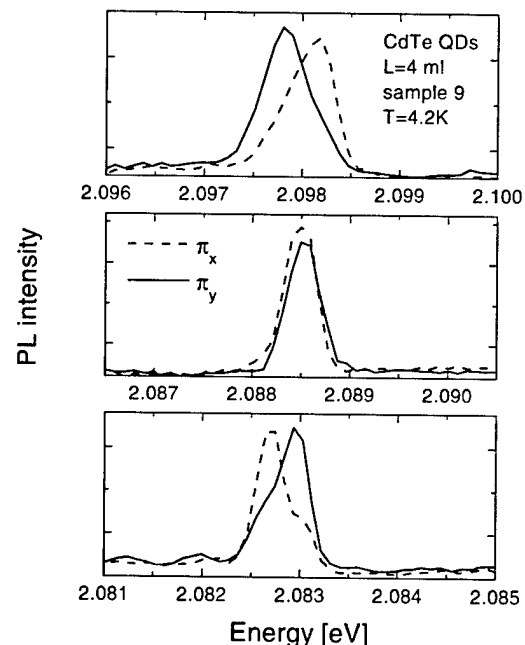 CdTe QDs
L=4 ml
sample 9
T=4.2K
2.096 2.097 2.098 2.099 2.100
PL intensity
πx
πy
2.087 2.088 2.089 2.090
2.081 2.082 2.083 2.084 2.085
Energy [eV]